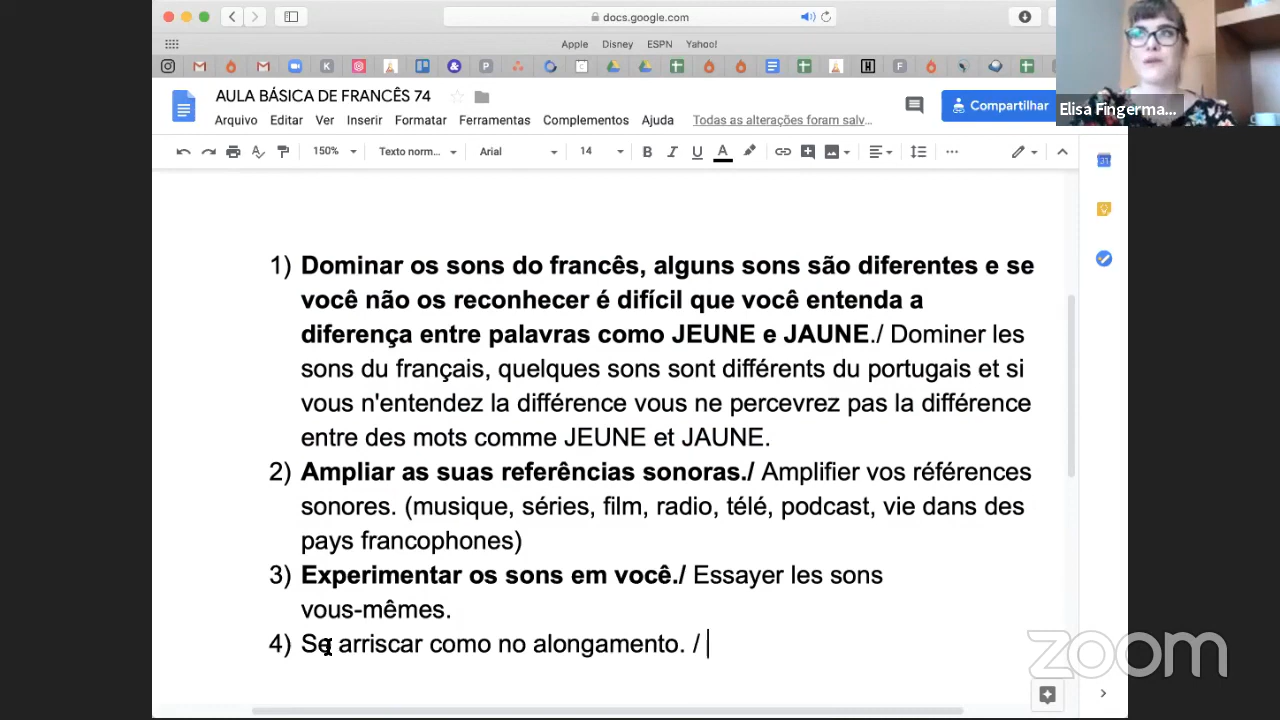 docs.google.com
Apple Disney ESPN Yahoo!
AULA BÁSICA DE FRANCÊS 74
Arquivo Editar Ver Inserir Formatar Ferramentas Complementos Ajuda Todas as alterações foram salv...
Compartilhar
Elisa Fingerma...
150% Texto norm... Arial 14 B I U A
31
1) Dominar os sons do francês, alguns sons são diferentes e se
você não os reconhecer é difícil que você entenda a
diferença entre palavras como JEUNE e JAUNE./ Dominer les
sons du français, quelques sons sont différents du portugais et si
vous n'entendez la différence vous ne percevrez pas la différence
entre des mots comme JEUNE et JAUNE.
2) Ampliar as suas referências sonoras./ Amplifier vos références
sonores. (musique, séries, film, radio, télé, podcast, vie dans des
pays francophones)
3) Experimentar os sons em você./ Essayer les sons
vous-mêmes.
4) Se arriscar como no alongamento. /
zoom